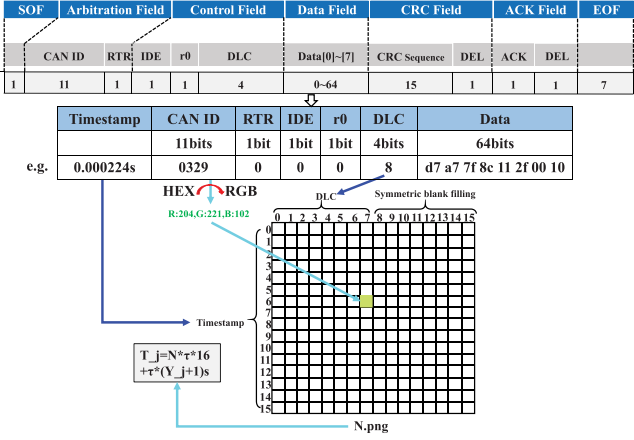 SOF Arbitration Field Control Field Data Field CRC Field ACK Field EOF
CAN ID RTR IDE r0 DLC Data[0]~[7] CRC Sequence DEL ACK DEL
1 11 1 1 1 4 0~64 15 1 1 1 7
Timestamp CAN ID RTR IDE r0 DLC Data
11bits 1bit 1bit 1bit 4bits 64bits
e.g. 0.000224s 0329 0 0 0 8 d7 a7 7f 8c 11 2f 00 10
HEX RGB
DLC Symmetric blank filling
R:204,G:221,B:102
0 1 2 3 4 5 6 7 8 9 10 11 12 13 14 15
0
1
2
3
4
5
6
7
8
9
10
11
12
13
14
15
Timestamp
T_j=N*τ*16
+τ*(Y_j+1)s
N.png